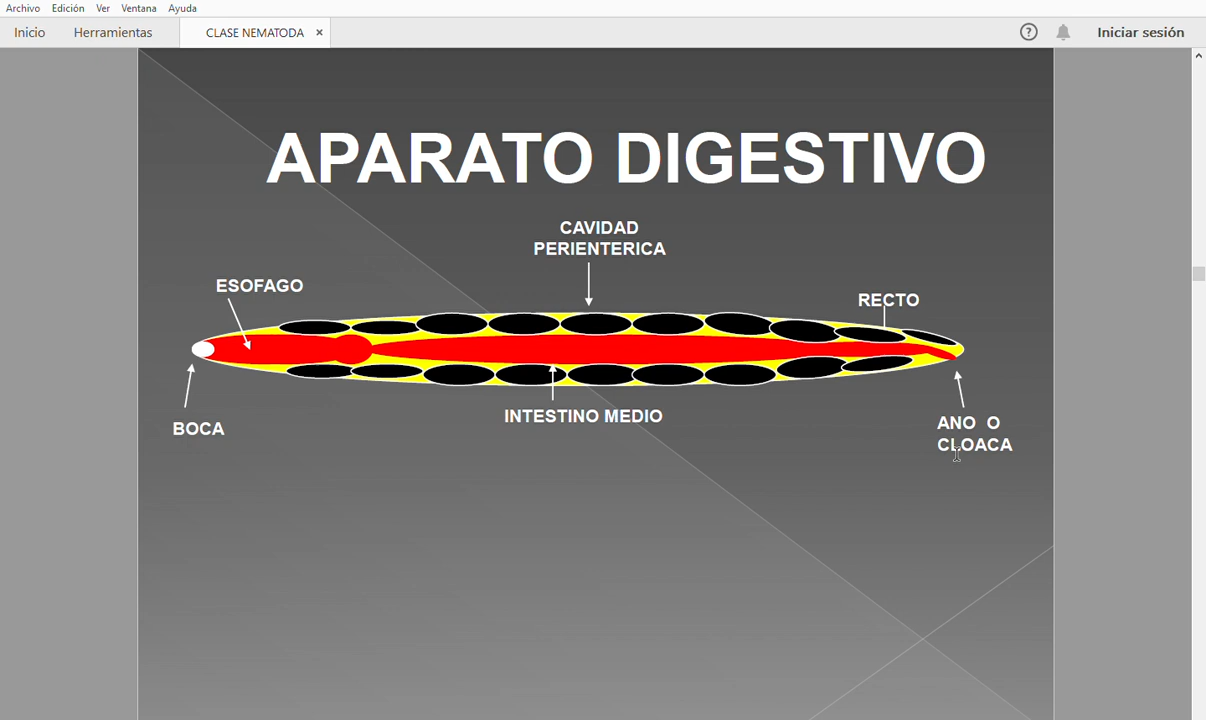 Archivo Edición Ver Ventana Ayuda
Inicio Herramientas CLASE NEMATODA × ? Iniciar sesión
APARATO DIGESTIVO
CAVIDAD
PERIENTERICA
ESOFAGO
RECTO
INTESTINO MEDIO
BOCA
ANO O
CLOACA